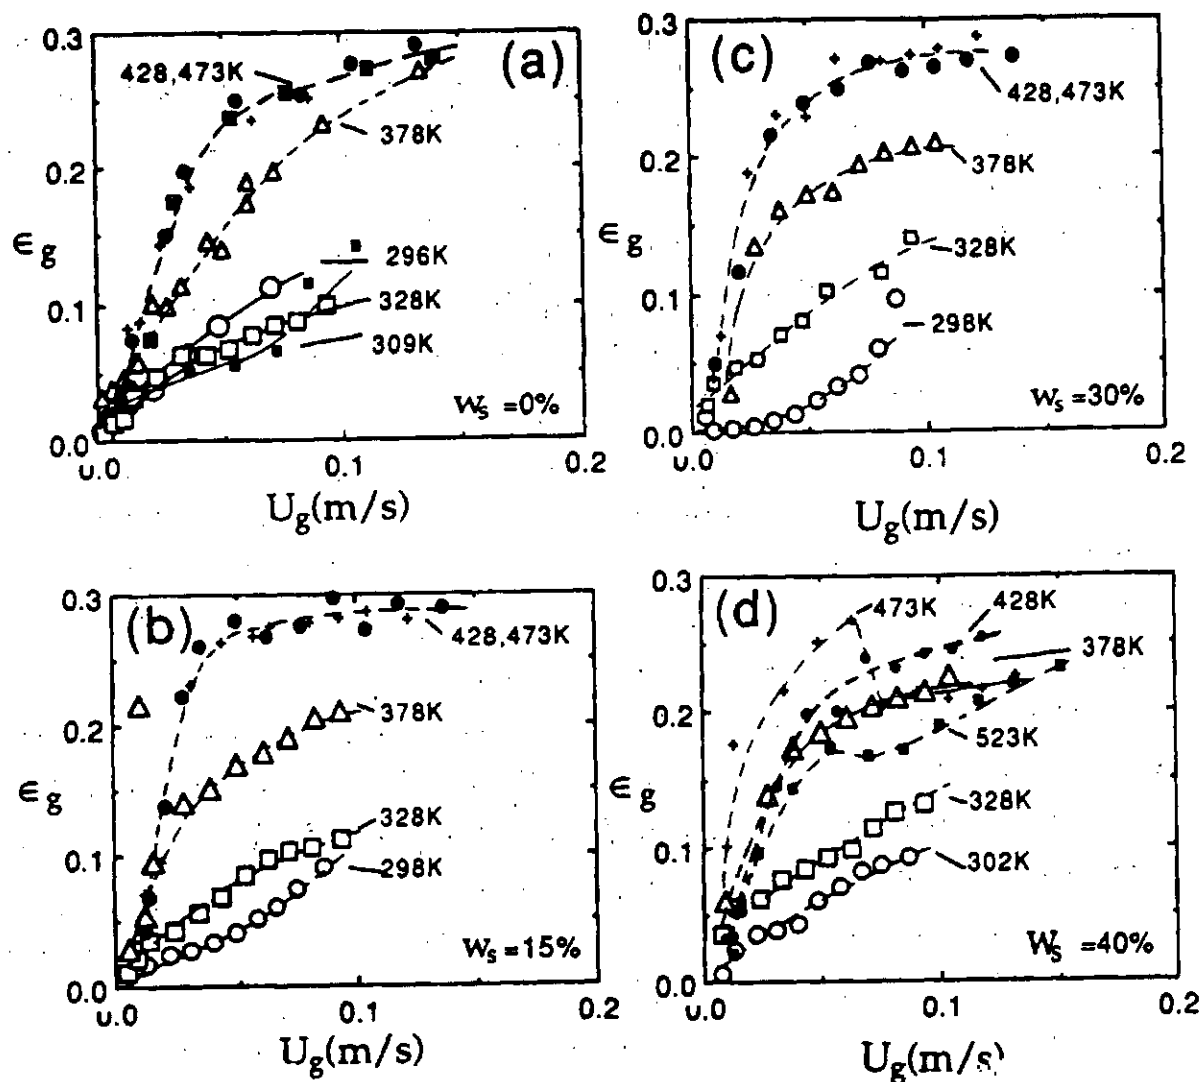 (a)
0.3
0.2
0.1
0.0
ϵg
428,473K
378K
296K
328K
309K
Ws =0%
0.0 0.1 0.2
Ug(m/s)
(c)
0.3
0.2
0.1
0.0
ϵg
428,473K
378K
328K
298K
Ws =30%
0.0 0.1 0.2
Ug(m/s)
(b)
0.3
0.2
0.1
0.0
ϵg
428,473K
378K
328K
298K
Ws =15%
0.0 0.1 0.2
Ug(m/s)
(d)
0.3
0.2
0.1
0.0
ϵg
473K
428K
378K
523K
328K
302K
Ws =40%
0.0 0.1 0.2
Ug(m/s)